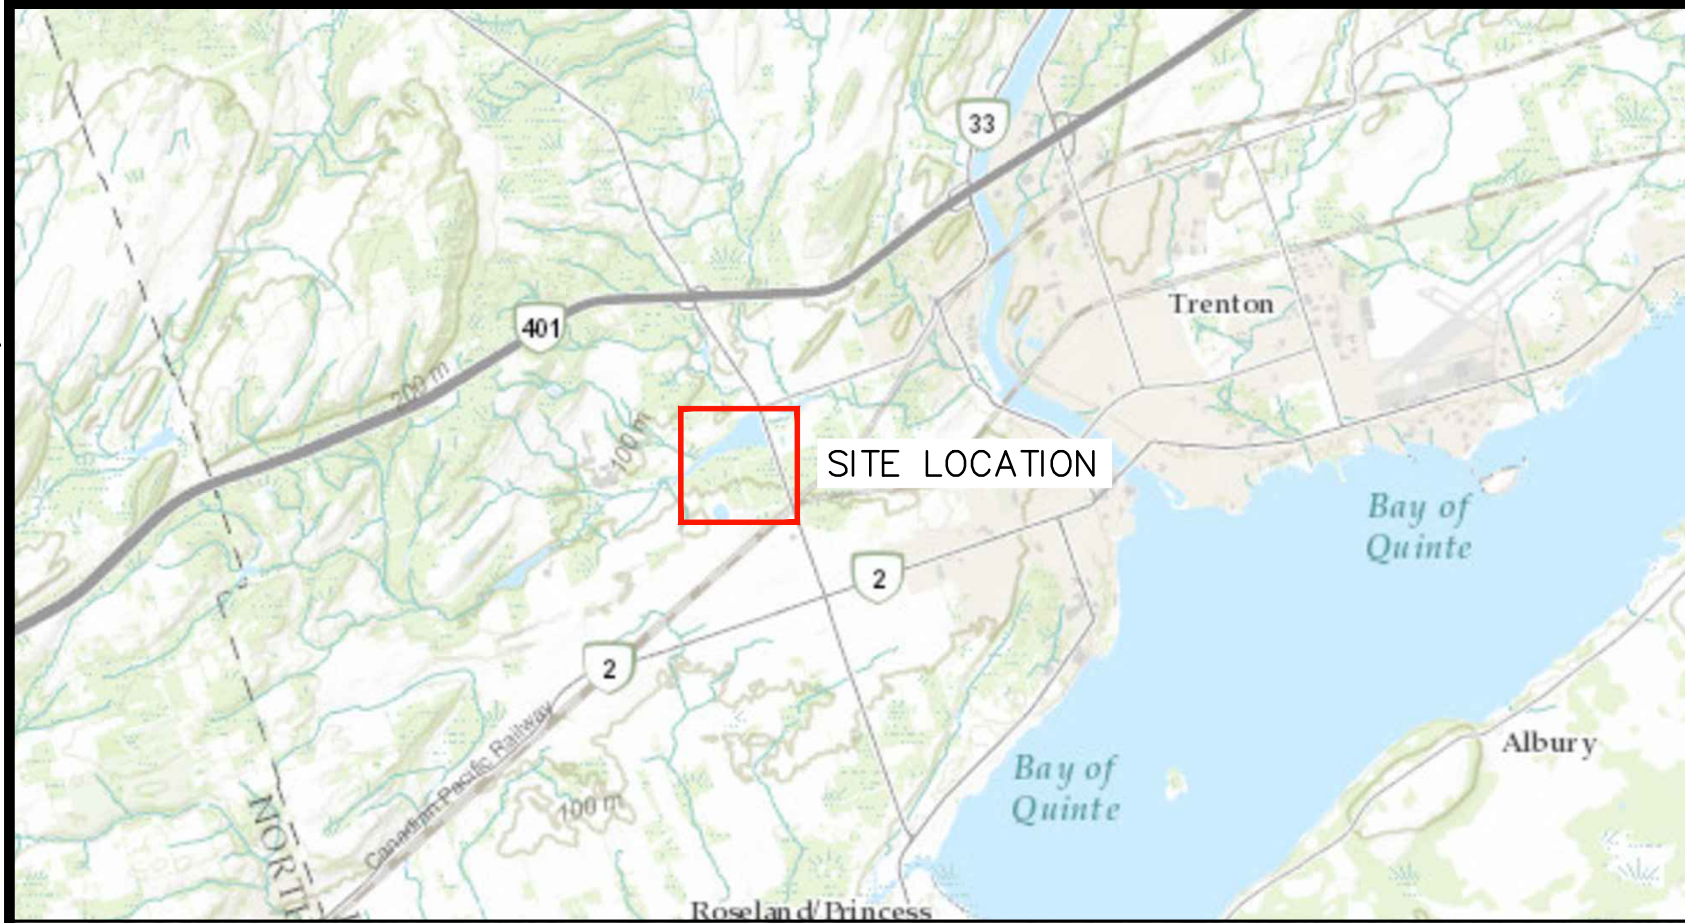 33
Trenton
401
200 m
100 m
SITE LOCATION
Bay of
Quinte
2
2
Canadian Pacific Railway
Albury
Bay of
Quinte
100 m
NORTH
Roseland/Princess